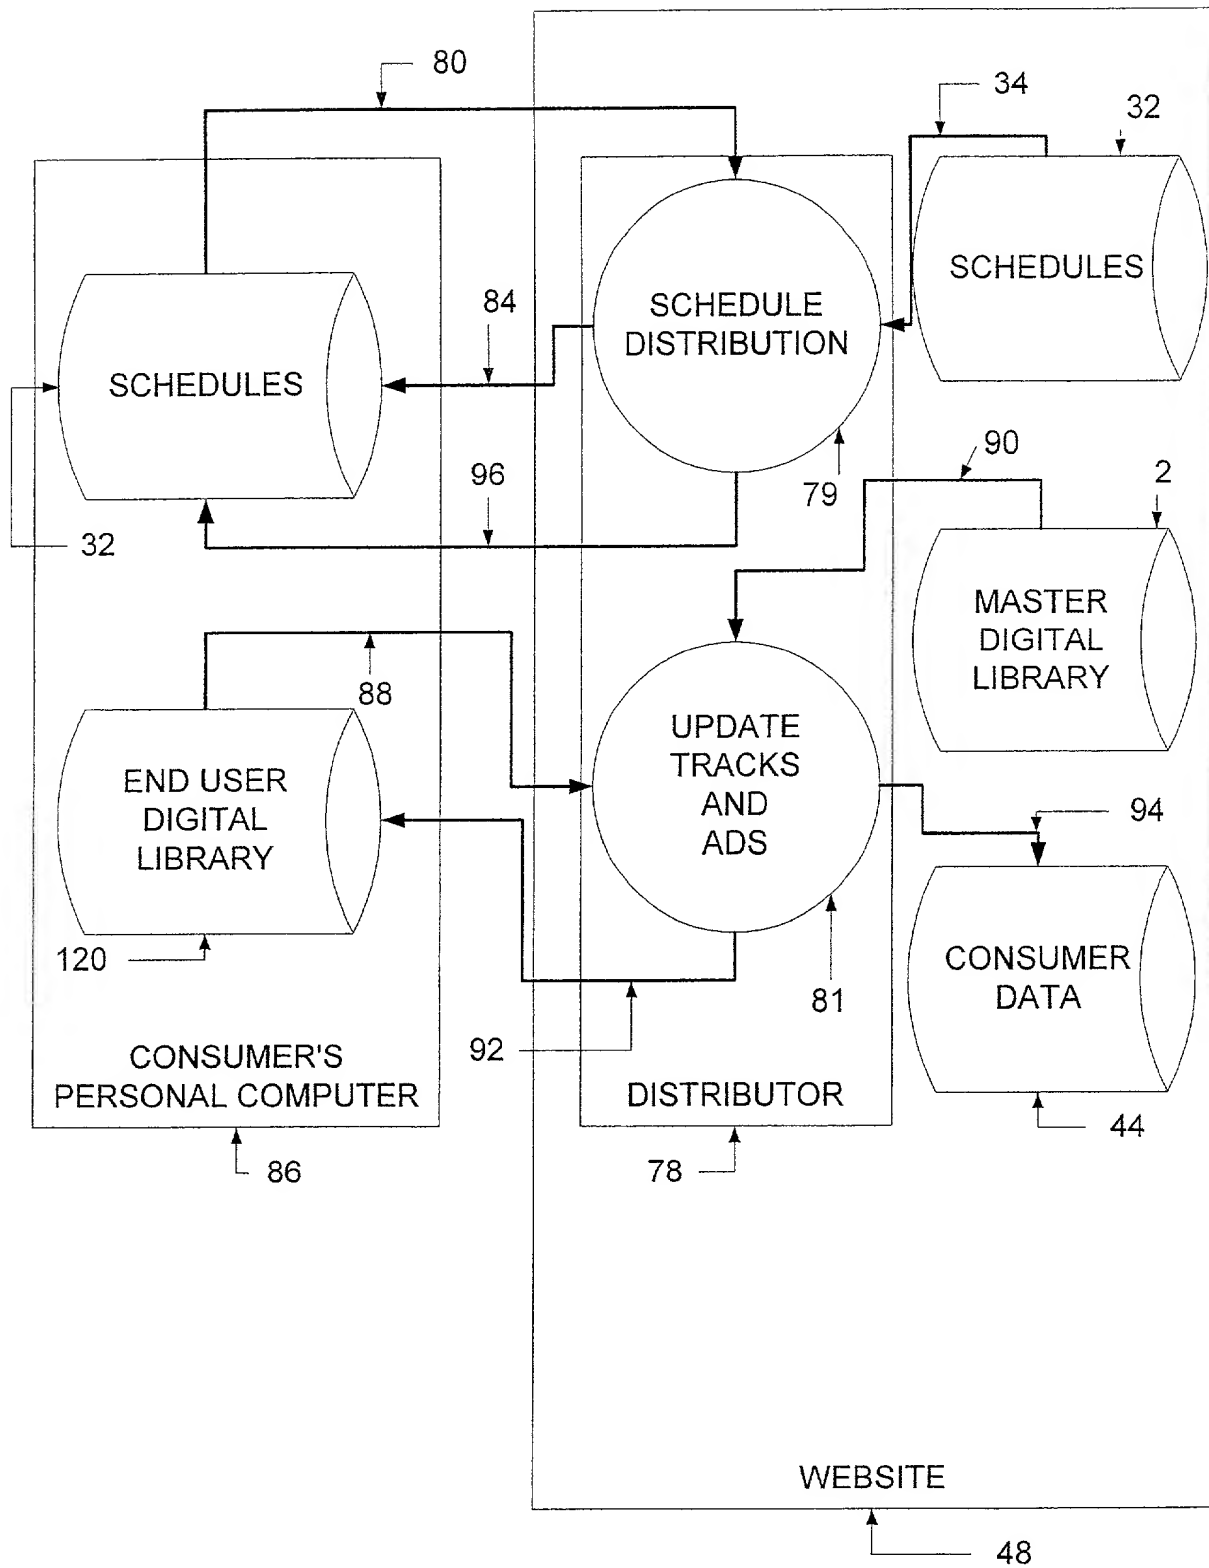 80
34
32
SCHEDULES
SCHEDULE
DISTRIBUTION
84
SCHEDULES
90
2
96
79
32
MASTER
DIGITAL
LIBRARY
88
UPDATE
TRACKS
AND
ADS
END USER
DIGITAL
LIBRARY
94
120
CONSUMER
DATA
81
92
CONSUMER'S
PERSONAL COMPUTER
DISTRIBUTOR
44
86
78
WEBSITE
48